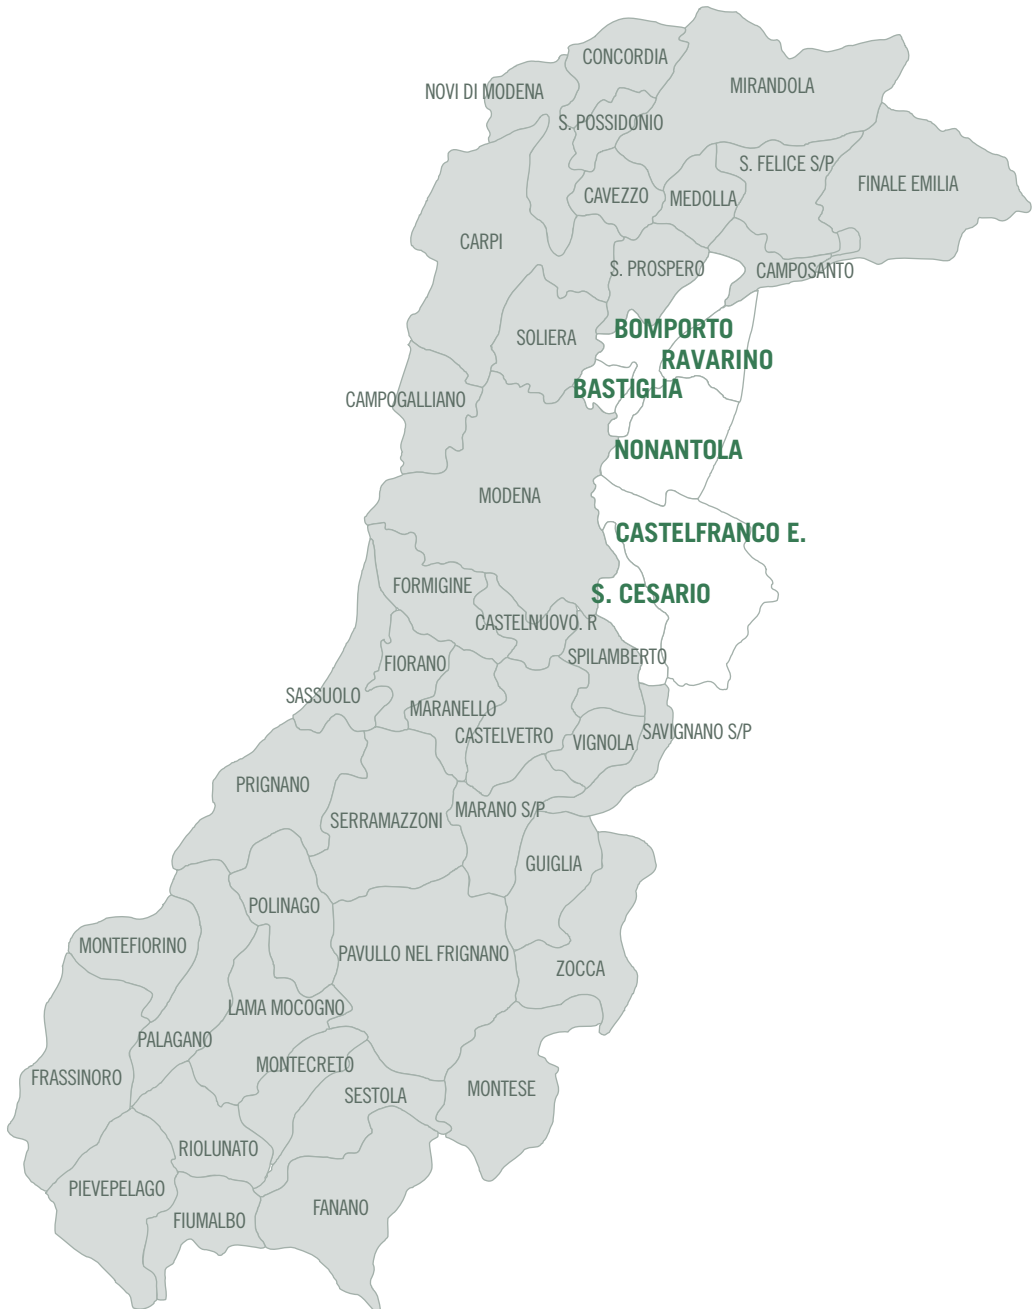 CONCORDIA
MIRANDOLA
NOVI DI MODENA
S. POSSIDONIO
S. FELICE S/P
FINALE EMILIA
CAVEZZO
MEDOLLA
CARPI
S. PROSPERO
CAMPOSANTO
BOMPORTO
SOLIERA
RAVARINO
BASTIGLIA
CAMPOGALLIANO
NONANTOLA
MODENA
CASTELFRANCO E.
FORMIGINE
S. CESARIO
CASTELNUOVO. R
SPILAMBERTO
FIORANO
SASSUOLO
MARANELLO
SAVIGNANO S/P
CASTELVETRO
VIGNOLA
PRIGNANO
MARANO S/P
SERRAMAZZONI
GUIGLIA
POLINAGO
MONTEFIORINO
PAVULLO NEL FRIGNANO
ZOCCA
LAMA MOCOGNO
PALAGANO
MONTECRETO
FRASSINORO
MONTESE
SESTOLA
RIOLUNATO
PIEVEPELAGO
FANANO
FIUMALBO